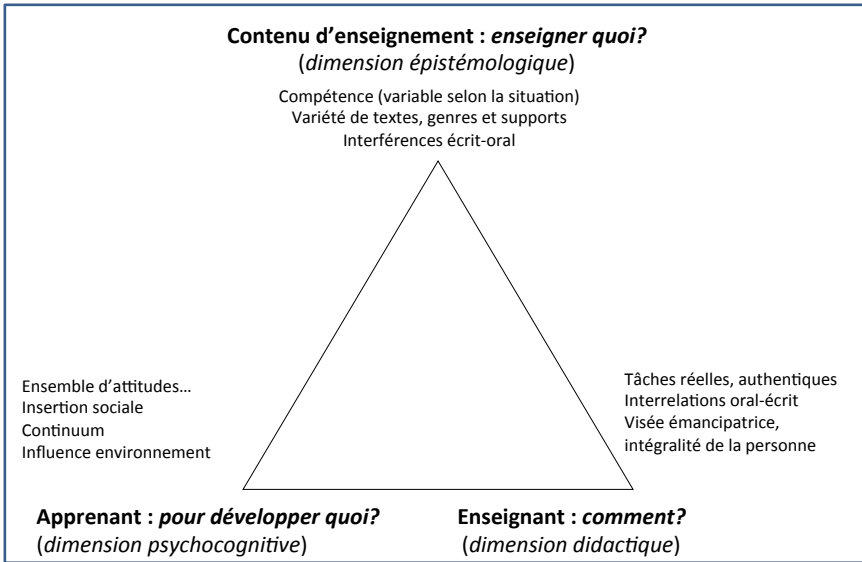 Contenu d’enseignement : enseigner quoi?
(dimension épistémologique)
Compétence (variable selon la situation)
Variété de textes, genres et supports
Interférences écrit-oral
Ensemble d’attitudes…
Insertion sociale
Continuum
Influence environnement
Tâches réelles, authentiques
Interrelations oral-écrit
Visée émancipatrice,
intégralité de la personne
Apprenant : pour développer quoi?
(dimension psychocognitive)
Enseignant : comment?
(dimension didactique)